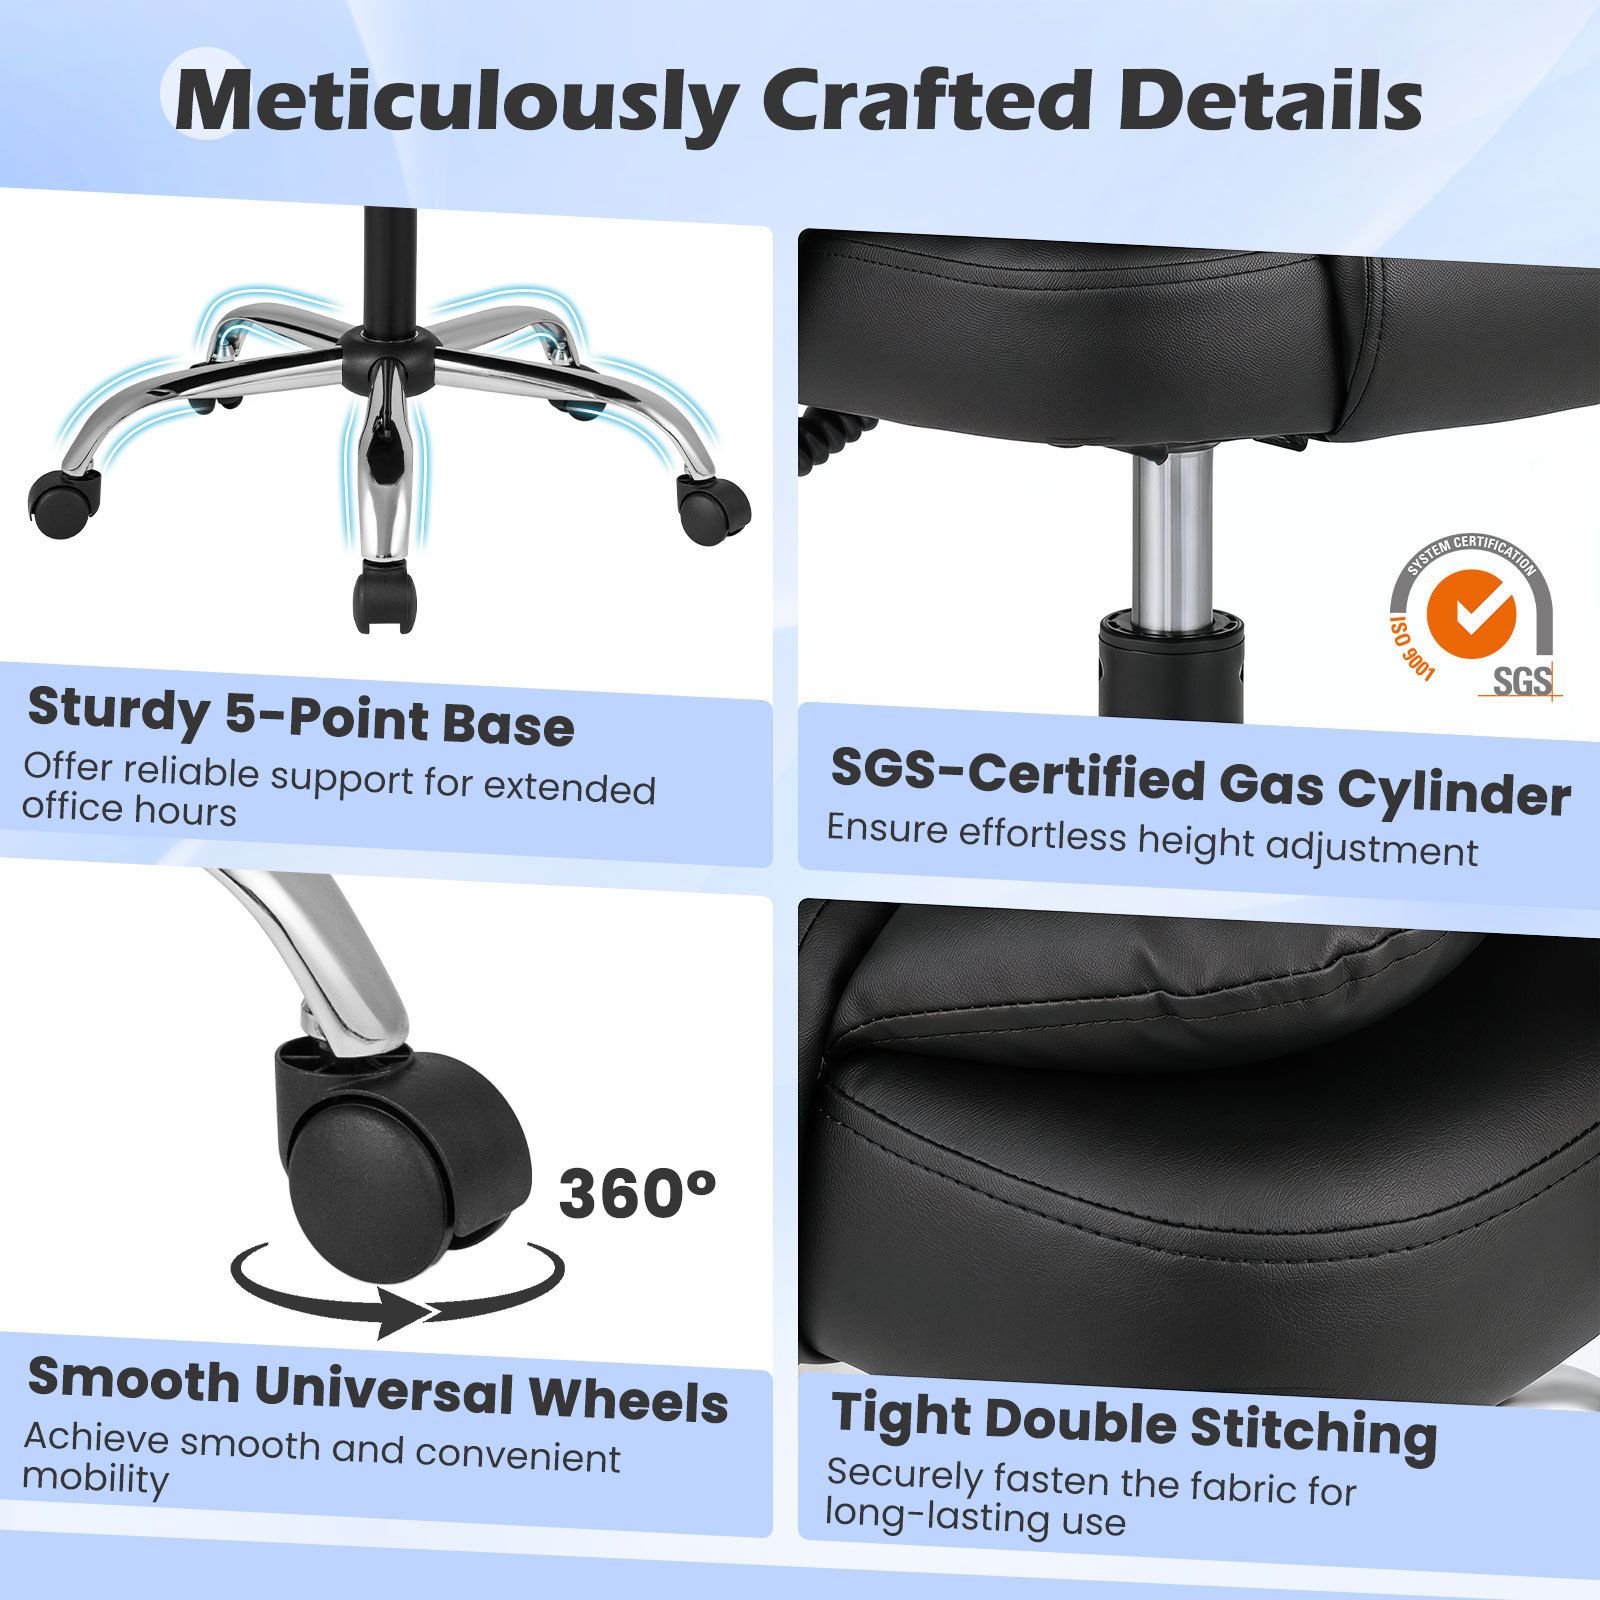 Meticulously Crafted Details
Sturdy 5-Point Base
Offer reliable support for extended
office hours
SYSTEM CERTIFICATION
ISO 9001
SGS
SGS-Certified Gas Cylinder
Ensure effortless height adjustment
360°
Smooth Universal Wheels
Achieve smooth and convenient
mobility
Tight Double Stitching
Securely fasten the fabric for
long-lasting use